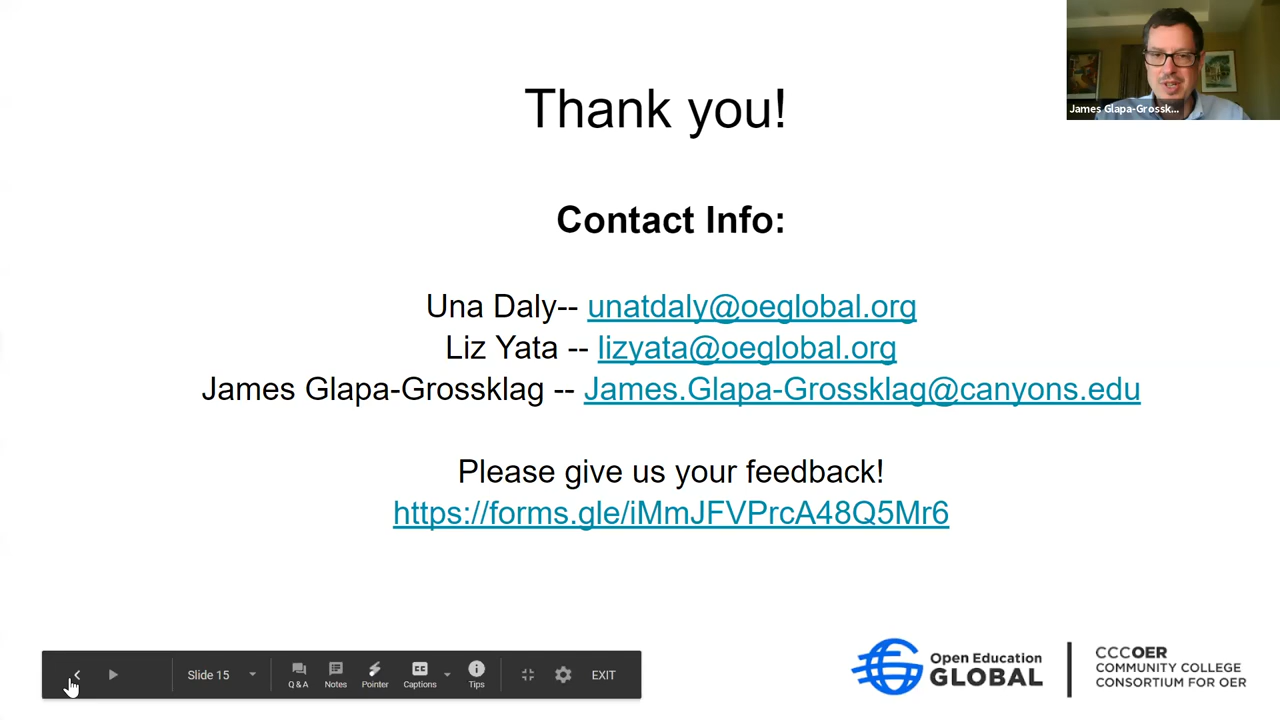 Thank you!
James Glapa-Grossk...
Contact Info:
Una Daly-- unatdaly@oeglobal.org
Liz Yata -- lizyata@oeglobal.org
James Glapa-Grossklag -- James.Glapa-Grossklag@canyons.edu
Please give us your feedback!
https://forms.gle/iMmJFVPrcA48Q5Mr6
Slide 15
Q & A
Notes
Pointer
CC
Captions
Tips
EXIT
Open Education
GLOBAL
CCCOER
COMMUNITY COLLEGE
CONSORTIUM FOR OER